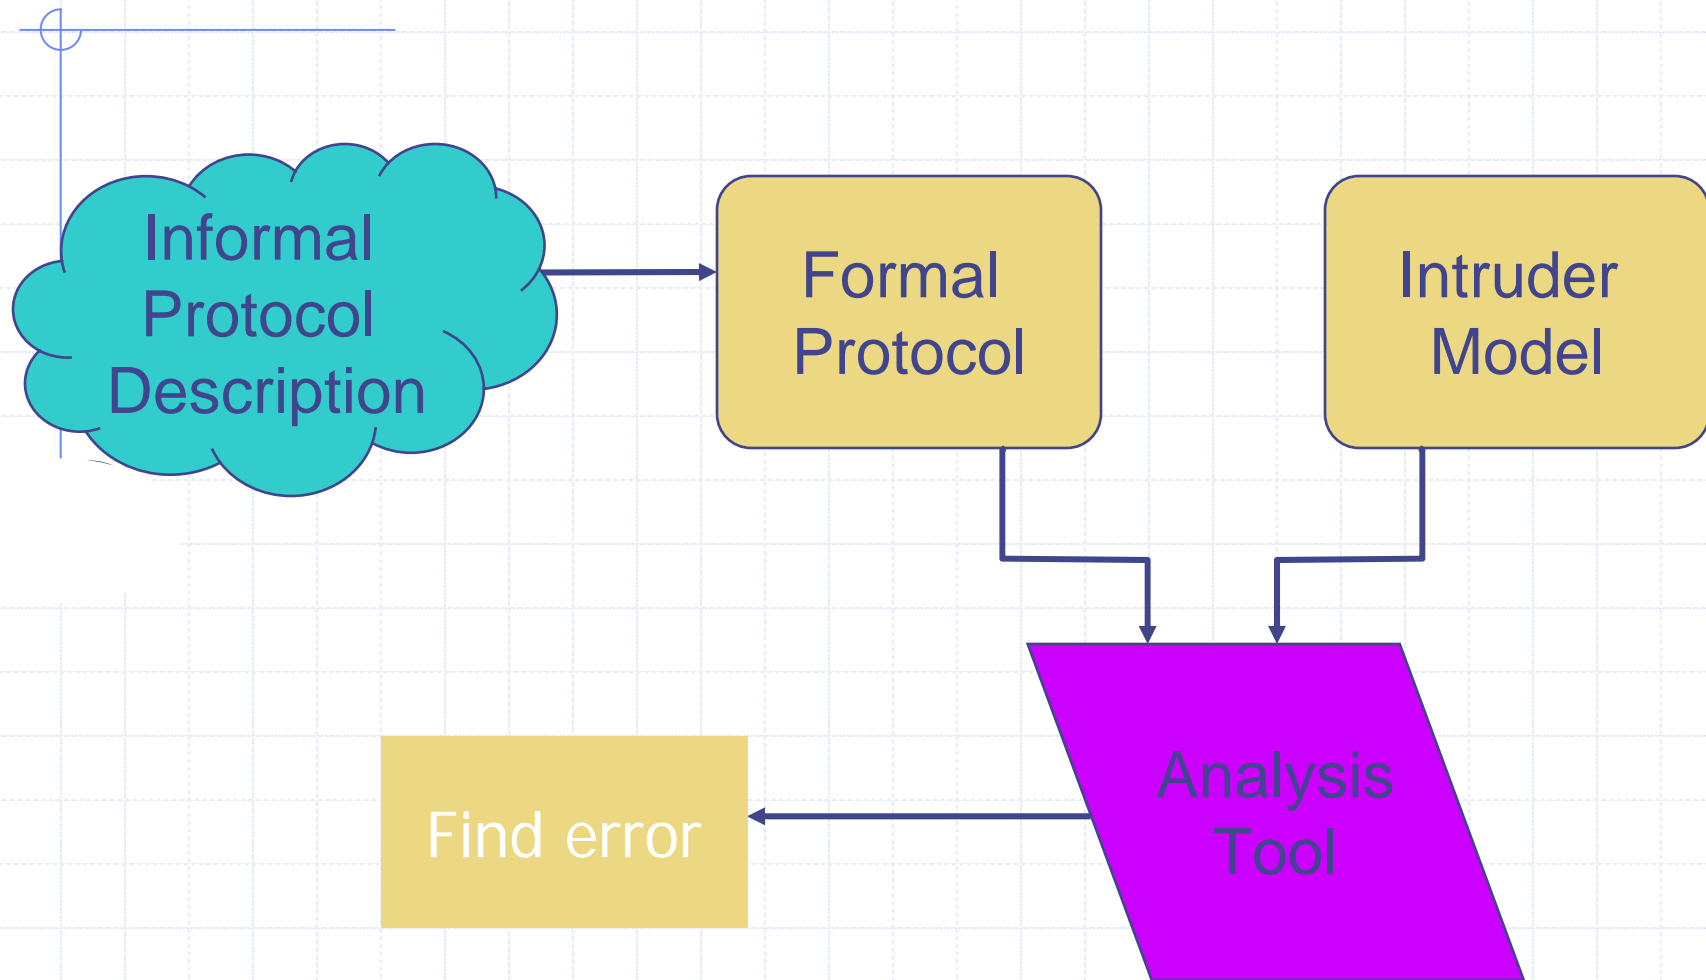 Informal
Protocol
Description
Formal
Protocol
Intruder
Model
Analysis
Tool
Find error